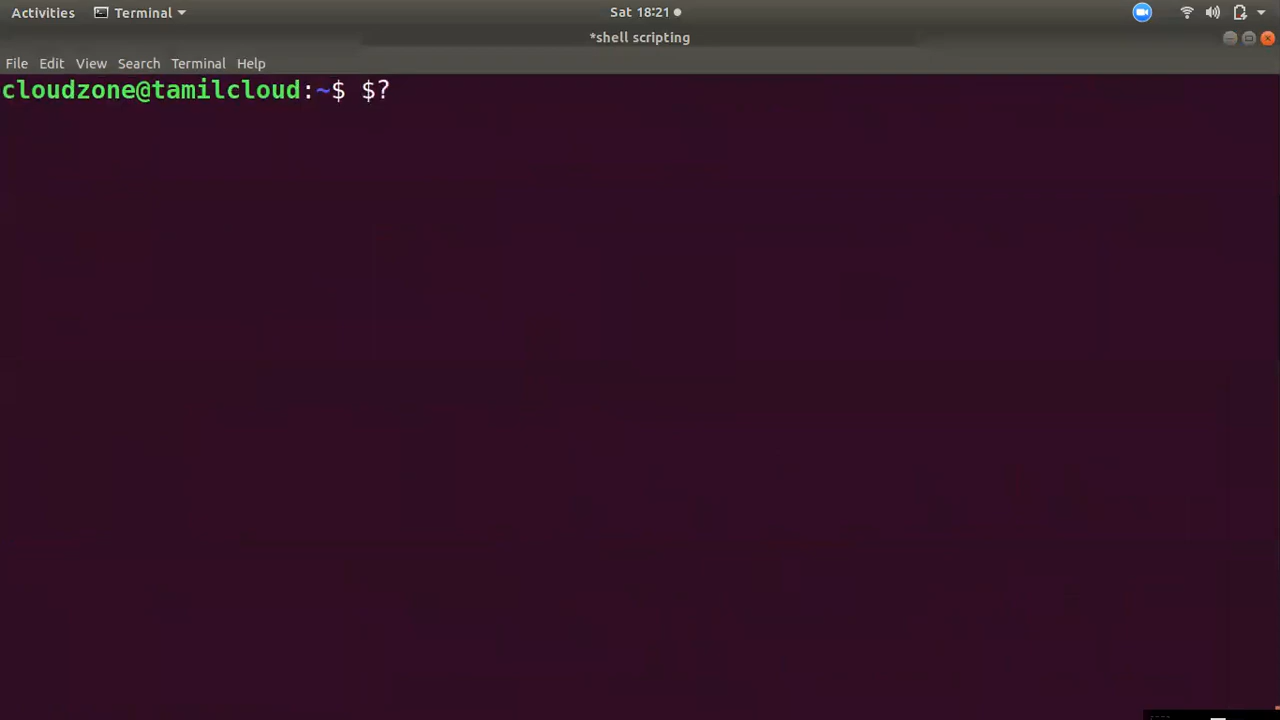 Activities Terminal Sat 18:21
*shell scripting
File Edit View Search Terminal Help
cloudzone@tamilcloud:~$ $?